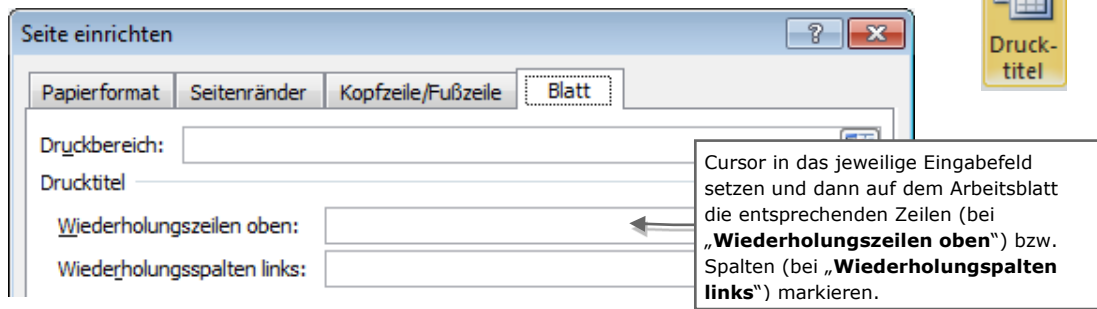 Seite einrichten
Druck-
titel
Papierformat Seitenränder Kopfzeile/Fußzeile Blatt
Druckbereich:
Drucktitel
Wiederholungszeilen oben:
Wiederholungsspalten links:
Cursor in das jeweilige Eingabefeld
setzen und dann auf dem Arbeitsblatt
die entsprechenden Zeilen (bei
„Wiederholungszeilen oben“) bzw.
Spalten (bei „Wiederholungspalten
links“) markieren.